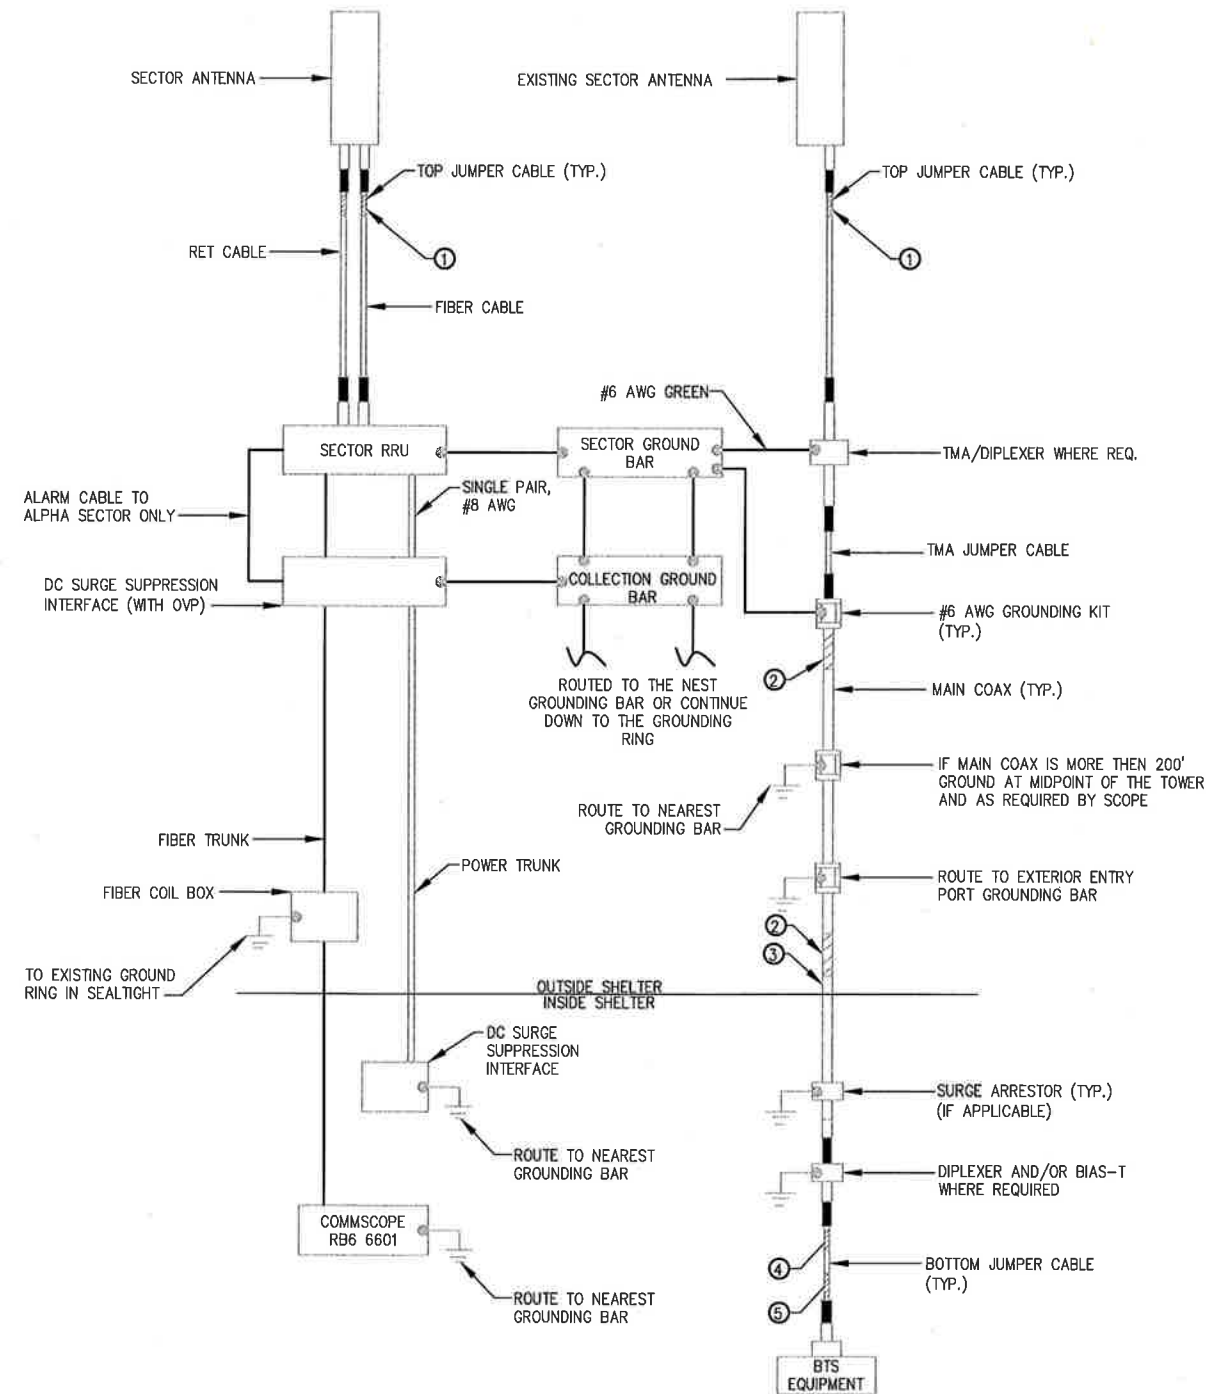 SECTOR ANTENNA
EXISTING SECTOR ANTENNA
TOP JUMPER CABLE (TYP.)
TOP JUMPER CABLE (TYP.)
RET CABLE
1
1
FIBER CABLE
#6 AWG GREEN
SECTOR RRU
SECTOR GROUND
BAR
TMA/DIPLEXER WHERE REQ.
ALARM CABLE TO
ALPHA SECTOR ONLY
SINGLE PAIR,
#8 AWG
TMA JUMPER CABLE
DC SURGE SUPPRESSION
INTERFACE (WITH OVP)
COLLECTION GROUND
BAR
#6 AWG GROUNDING KIT
(TYP.)
2
ROUTED TO THE NEST
GROUNDING BAR OR CONTINUE
DOWN TO THE GROUNDING
RING
MAIN COAX (TYP.)
IF MAIN COAX IS MORE THEN 200'
GROUND AT MIDPOINT OF THE TOWER
AND AS REQUIRED BY SCOPE
ROUTE TO NEAREST
GROUNDING BAR
FIBER TRUNK
POWER TRUNK
FIBER COIL BOX
ROUTE TO EXTERIOR ENTRY
PORT GROUNDING BAR
2
3
TO EXISTING GROUND
RING IN SEALTIGHT
OUTSIDE SHELTER
INSIDE SHELTER
DC SURGE
SUPPRESSION
INTERFACE
SURGE ARRESTOR (TYP.)
(IF APPLICABLE)
ROUTE TO NEAREST
GROUNDING BAR
DIPLEXER AND/OR BIAS-T
WHERE REQUIRED
COMMSCOPE
RB6 6601
4
BOTTOM JUMPER CABLE
(TYP.)
5
ROUTE TO NEAREST
GROUNDING BAR
BTS
EQUIPMENT